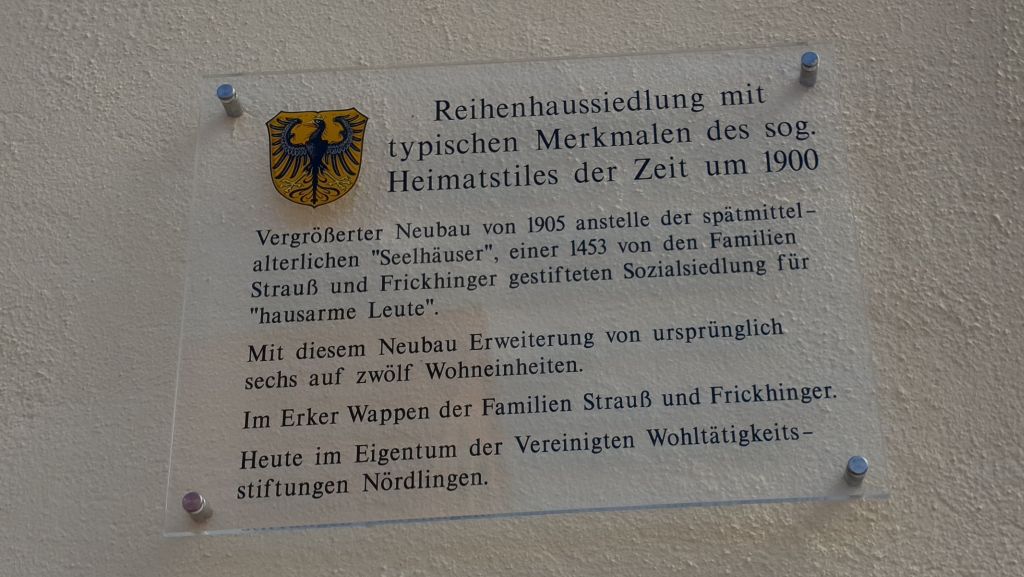 Reihenhaussiedlung mit
typischen Merkmalen des sog.
Heimatstiles der Zeit um 1900
Vergrößerter Neubau von 1905 anstelle der spätmittel-
alterlichen "Seelhäuser", einer 1453 von den Familien
Strauß und Frickhinger gestifteten Sozialsiedlung für
"hausarme Leute".
Mit diesem Neubau Erweiterung von ursprünglich
sechs auf zwölf Wohneinheiten.
Im Erker Wappen der Familien Strauß und Frickhinger.
Heute im Eigentum der Vereinigten Wohltätigkeits-
stiftungen Nördlingen.